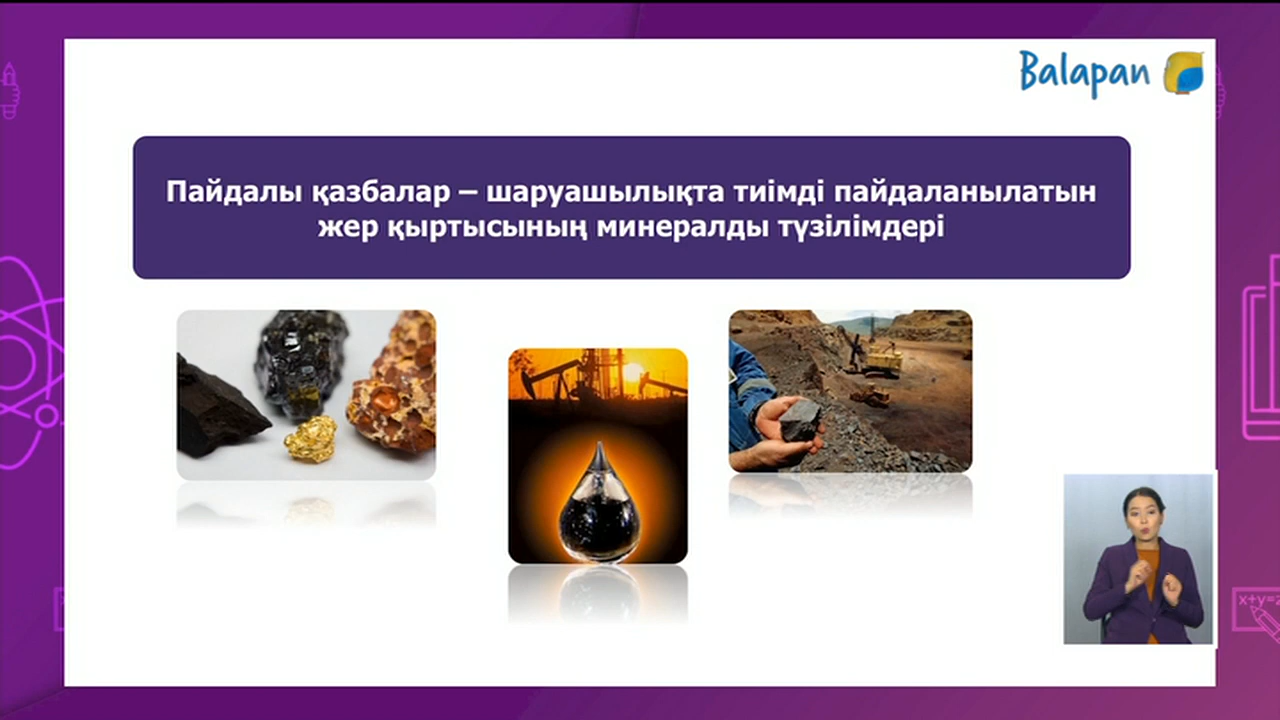 Balapan
Пайдалы қазбалар – шаруашылықта тиімді пайдаланылатын
жер қыртысының минералды түзілімдері